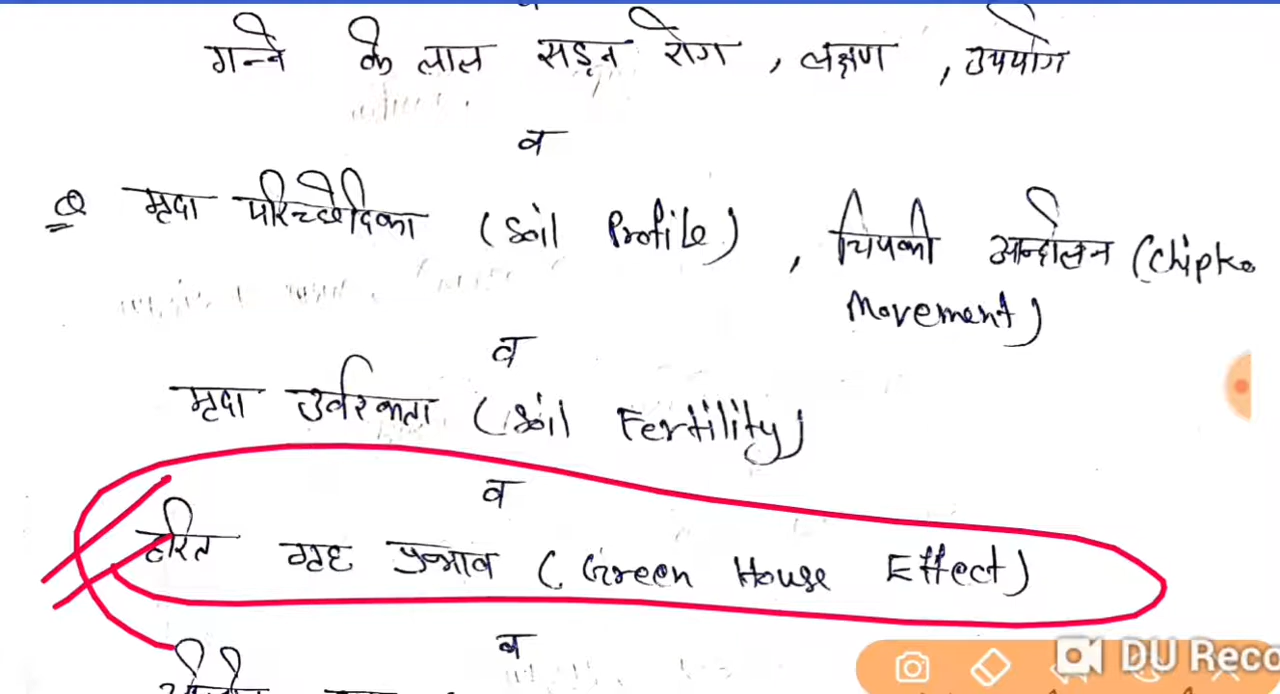 गन्ने के लाल सड़न रोग , लक्षण , उपयोग
व
Q मृदा परिच्छेदिका (Soil Profile) , चिपको आन्दोलन (Chipko
Movement)
व
मृदा उर्वरकता (Soil Fertility)
व
हरित गृह प्रभाव (Green House Effect)
व
DU Reco